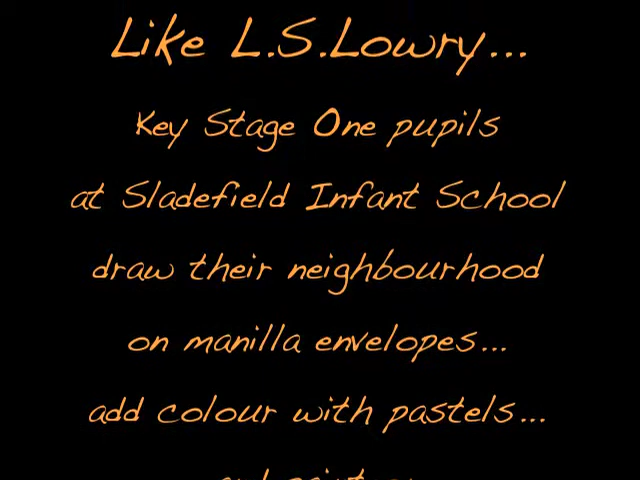 Like L.S.Lowry...
Key Stage One pupils
at Sladefield Infant School
draw their neighbourhood
on manilla envelopes...
add colour with pastels...